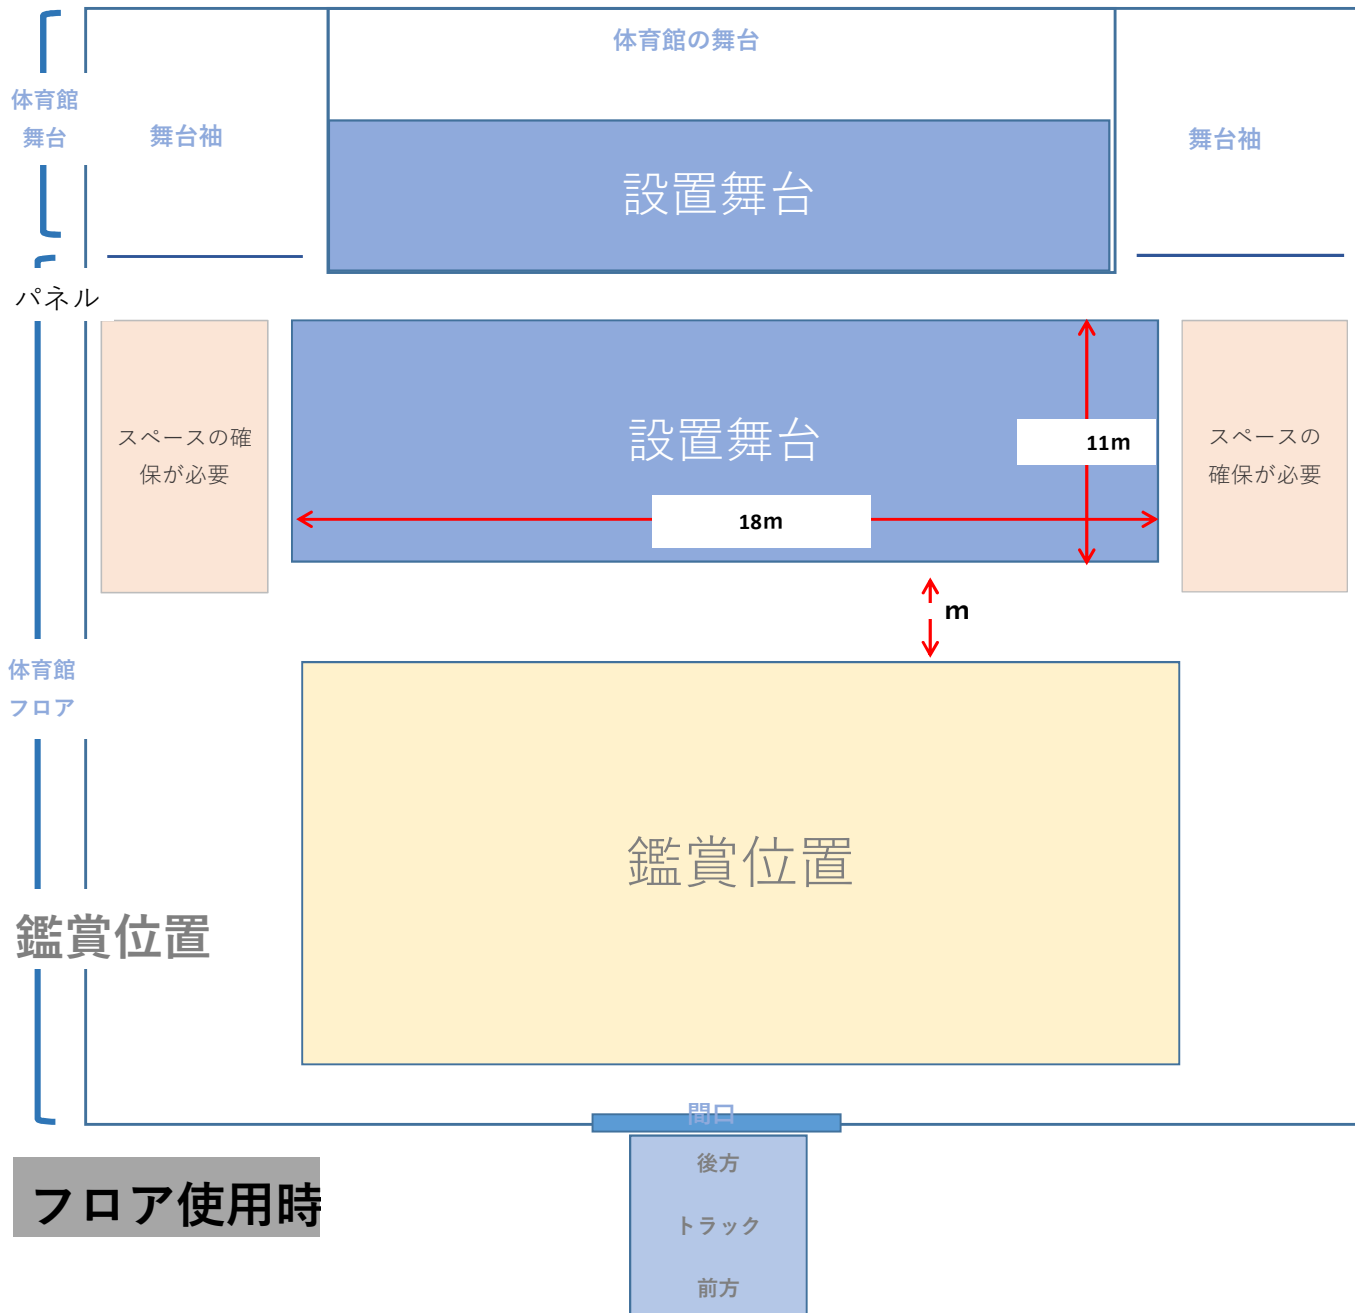 体育館の舞台
体育館
舞台
舞台袖
舞台袖
設置舞台
パネル
スペースの確
保が必要
設置舞台
11m
18m
スペースの
確保が必要
m
体育館
フロア
鑑賞位置
鑑賞位置
間口
後方
トラック
前方
フロア使用時